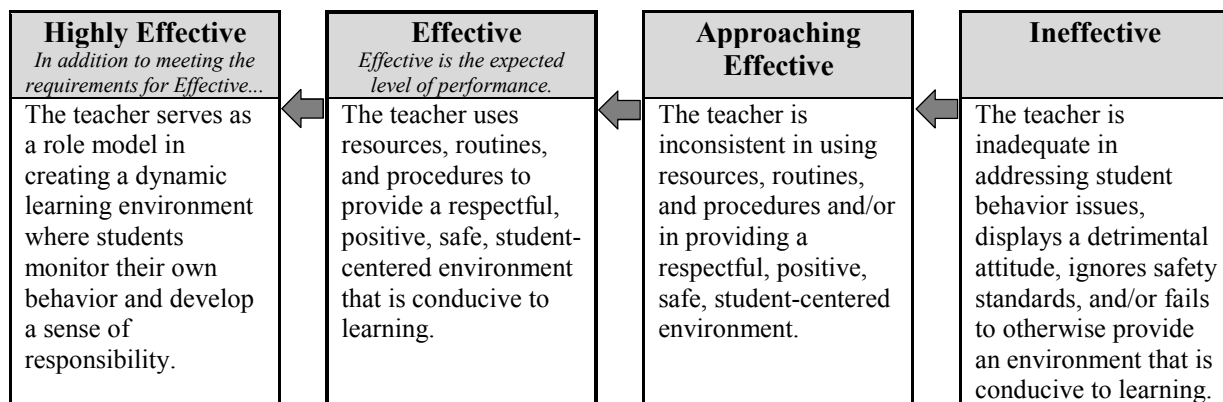 Highly Effective
In addition to meeting the
requirements for Effective...
The teacher serves as
a role model in
creating a dynamic
learning environment
where students
monitor their own
behavior and develop
a sense of
responsibility.
Effective
Effective is the expected
level of performance.
The teacher uses
resources, routines,
and procedures to
provide a respectful,
positive, safe, student-
centered environment
that is conducive to
learning.
Approaching
Effective
The teacher is
inconsistent in using
resources, routines,
and procedures and/or
in providing a
respectful, positive,
safe, student-centered
environment.
Ineffective
The teacher is
inadequate in
addressing student
behavior issues,
displays a detrimental
attitude, ignores safety
standards, and/or fails
to otherwise provide
an environment that is
conducive to learning.